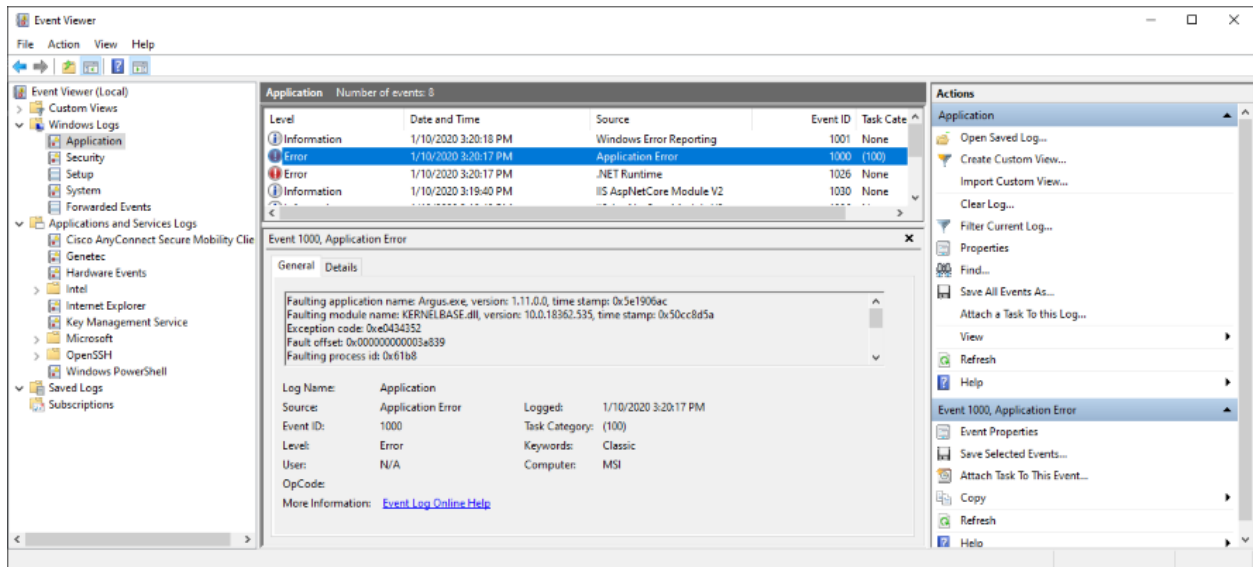 Event Viewer
File Action View Help
Event Viewer (Local)
Custom Views
Windows Logs
Application
Security
Setup
System
Forwarded Events
Applications and Services Logs
Cisco AnyConnect Secure Mobility Clie
Genetec
Hardware Events
Intel
Internet Explorer
Key Management Service
Microsoft
OpenSSH
Windows PowerShell
Saved Logs
Subscriptions
Application Number of events: 8
Level Date and Time Source Event ID Task Cate
Information 1/10/2020 3:20:18 PM Windows Error Reporting 1001 None
Error 1/10/2020 3:20:17 PM Application Error 1000 (100)
Error 1/10/2020 3:20:17 PM .NET Runtime 1026 None
Information 1/10/2020 3:19:40 PM IIS AspNetCore Module V2 1030 None
Event 1000, Application Error
General Details
Faulting application name: Argus.exe, version: 1.11.0.0, time stamp: 0x5e1906ac
Faulting module name: KERNELBASE.dll, version: 10.0.18362.535, time stamp: 0x50cc8d5a
Exception code: 0xe0434352
Fault offset: 0x000000000003a839
Faulting process id: 0x61b8
Log Name: Application
Source: Application Error Logged: 1/10/2020 3:20:17 PM
Event ID: 1000 Task Category: (100)
Level: Error Keywords: Classic
User: N/A Computer: MSI
OpCode:
More Information: Event Log Online Help
Actions
Application
Open Saved Log...
Create Custom View...
Import Custom View...
Clear Log...
Filter Current Log...
Properties
Find...
Save All Events As...
Attach a Task To this Log...
View
Refresh
Help
Event 1000, Application Error
Event Properties
Save Selected Events...
Attach Task To This Event...
Copy
Refresh
Help